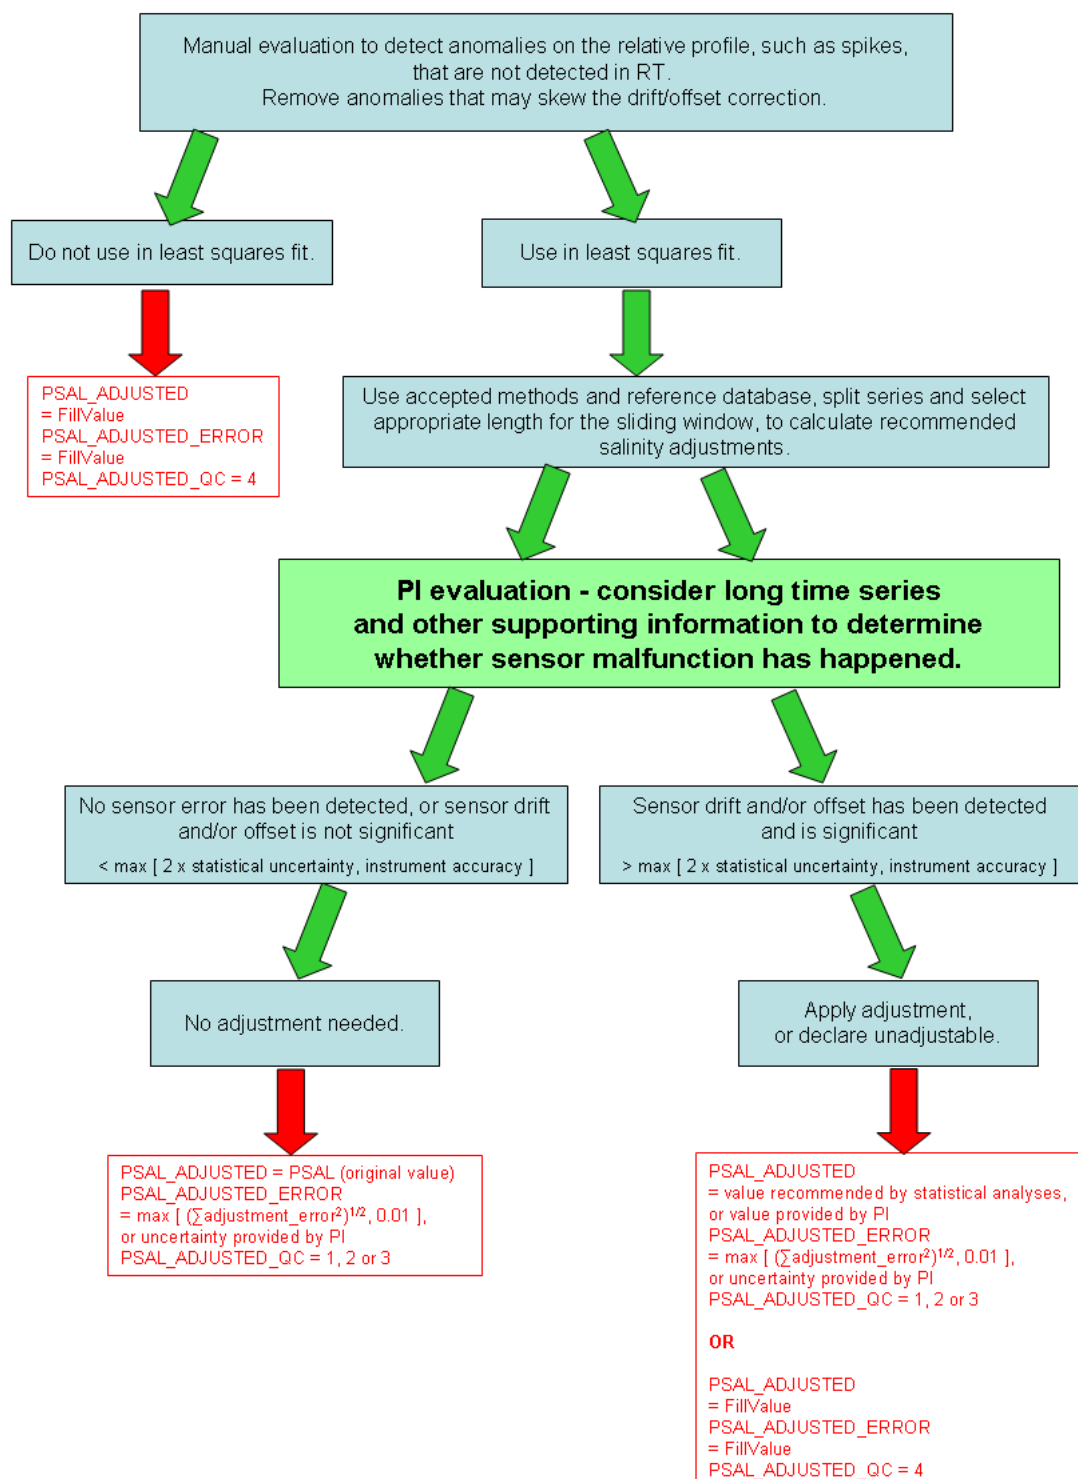 Manual evaluation to detect anomalies on the relative profile, such as spikes,
that are not detected in RT.
Remove anomalies that may skew the drift/offset correction.
Do not use in least squares fit.
Use in least squares fit.
PSAL_ADJUSTED
= FillValue
PSAL_ADJUSTED_ERROR
= FillValue
PSAL_ADJUSTED_QC = 4
Use accepted methods and reference database, split series and select
appropriate length for the sliding window, to calculate recommended
salinity adjustments.
PI evaluation - consider long time series
and other supporting information to determine
whether sensor malfunction has happened.
No sensor error has been detected, or sensor drift
and/or offset is not significant
< max [ 2 x statistical uncertainty, instrument accuracy ]
Sensor drift and/or offset has been detected
and is significant
> max [ 2 x statistical uncertainty, instrument accuracy ]
No adjustment needed.
Apply adjustment,
or declare unadjustable.
PSAL_ADJUSTED = PSAL (original value)
PSAL_ADJUSTED_ERROR
= max [ (∑adjustment_error²)¹/², 0.01 ],
or uncertainty provided by PI
PSAL_ADJUSTED_QC = 1, 2 or 3
PSAL_ADJUSTED
= value recommended by statistical analyses,
or value provided by PI
PSAL_ADJUSTED_ERROR
= max [ (∑adjustment_error²)¹/², 0.01 ],
or uncertainty provided by PI
PSAL_ADJUSTED_QC = 1, 2 or 3
OR
PSAL_ADJUSTED
= FillValue
PSAL_ADJUSTED_ERROR
= FillValue
PSAL_ADJUSTED_QC = 4